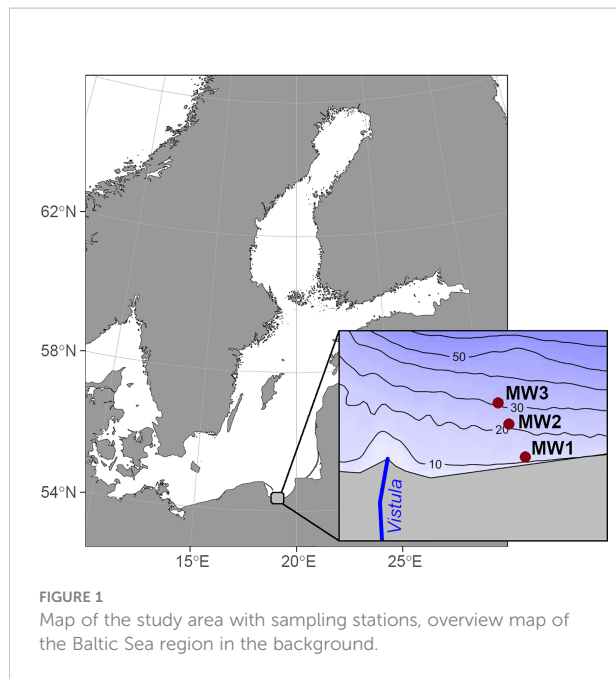 62°N
58°N
54°N
15°E
20°E
25°E
50
MW3
30
MW2
20
MW1
10
Vistula
FIGURE 1
Map of the study area with sampling stations, overview map of
the Baltic Sea region in the background.